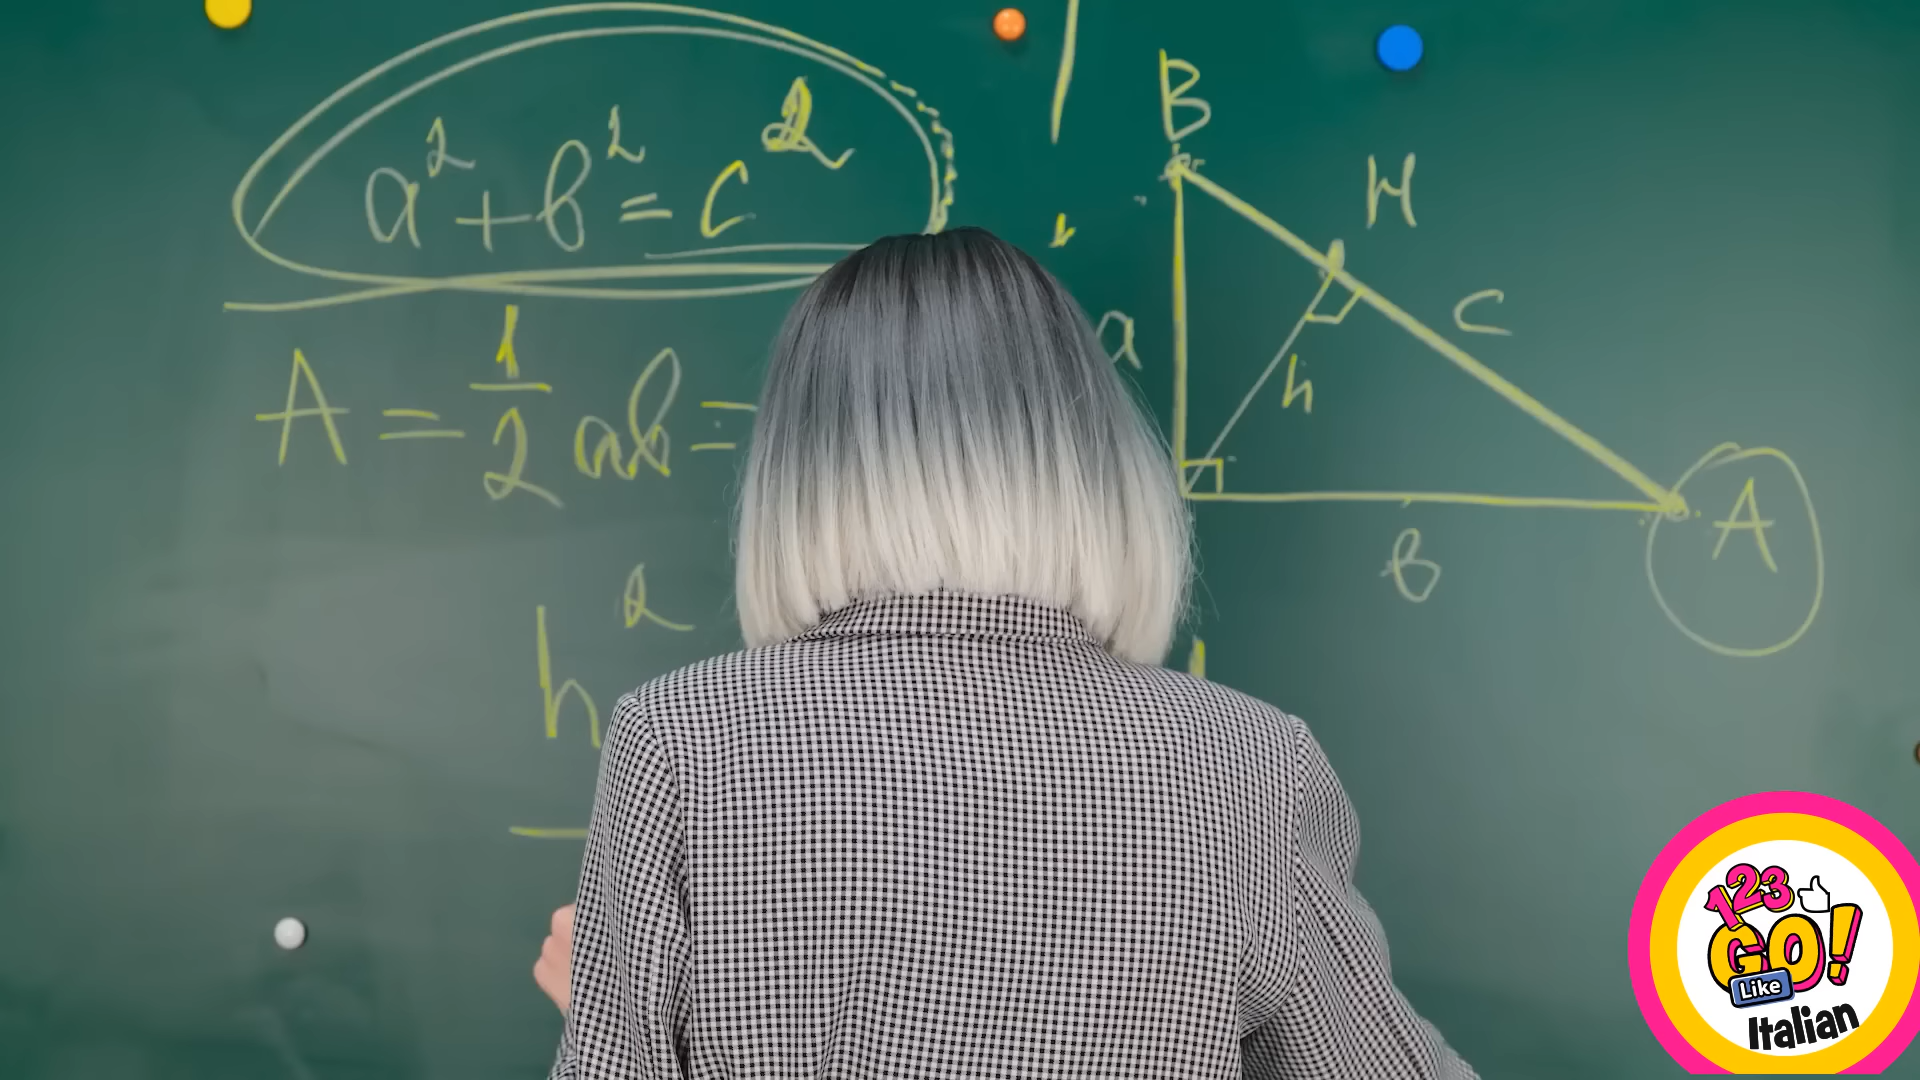 a² + b² = c²
A = 1/2 ab =
h²
B
H
a
c
h
b
A
123
GO!
Like
Italian